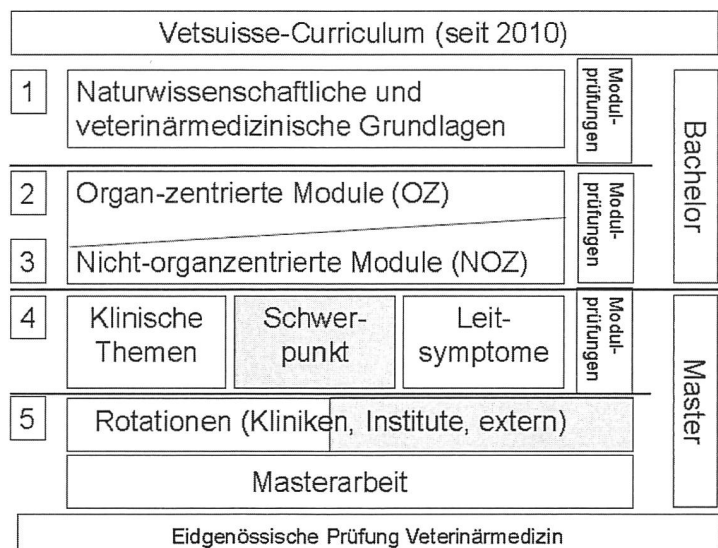 Vetsuisse-Curriculum (seit 2010)
1
Naturwissenschaftliche und
veterinärmedizinische Grundlagen
Modul-
prüfungen
Bachelor
2
Organ-zentrierte Module (OZ)
Modul-
prüfungen
3
Nicht-organzentrierte Module (NOZ)
4
Klinische
Themen
Schwer-
punkt
Leit-
symptome
Modul-
prüfungen
Master
5
Rotationen (Kliniken, Institute, extern)
Masterarbeit
Eidgenössische Prüfung Veterinärmedizin